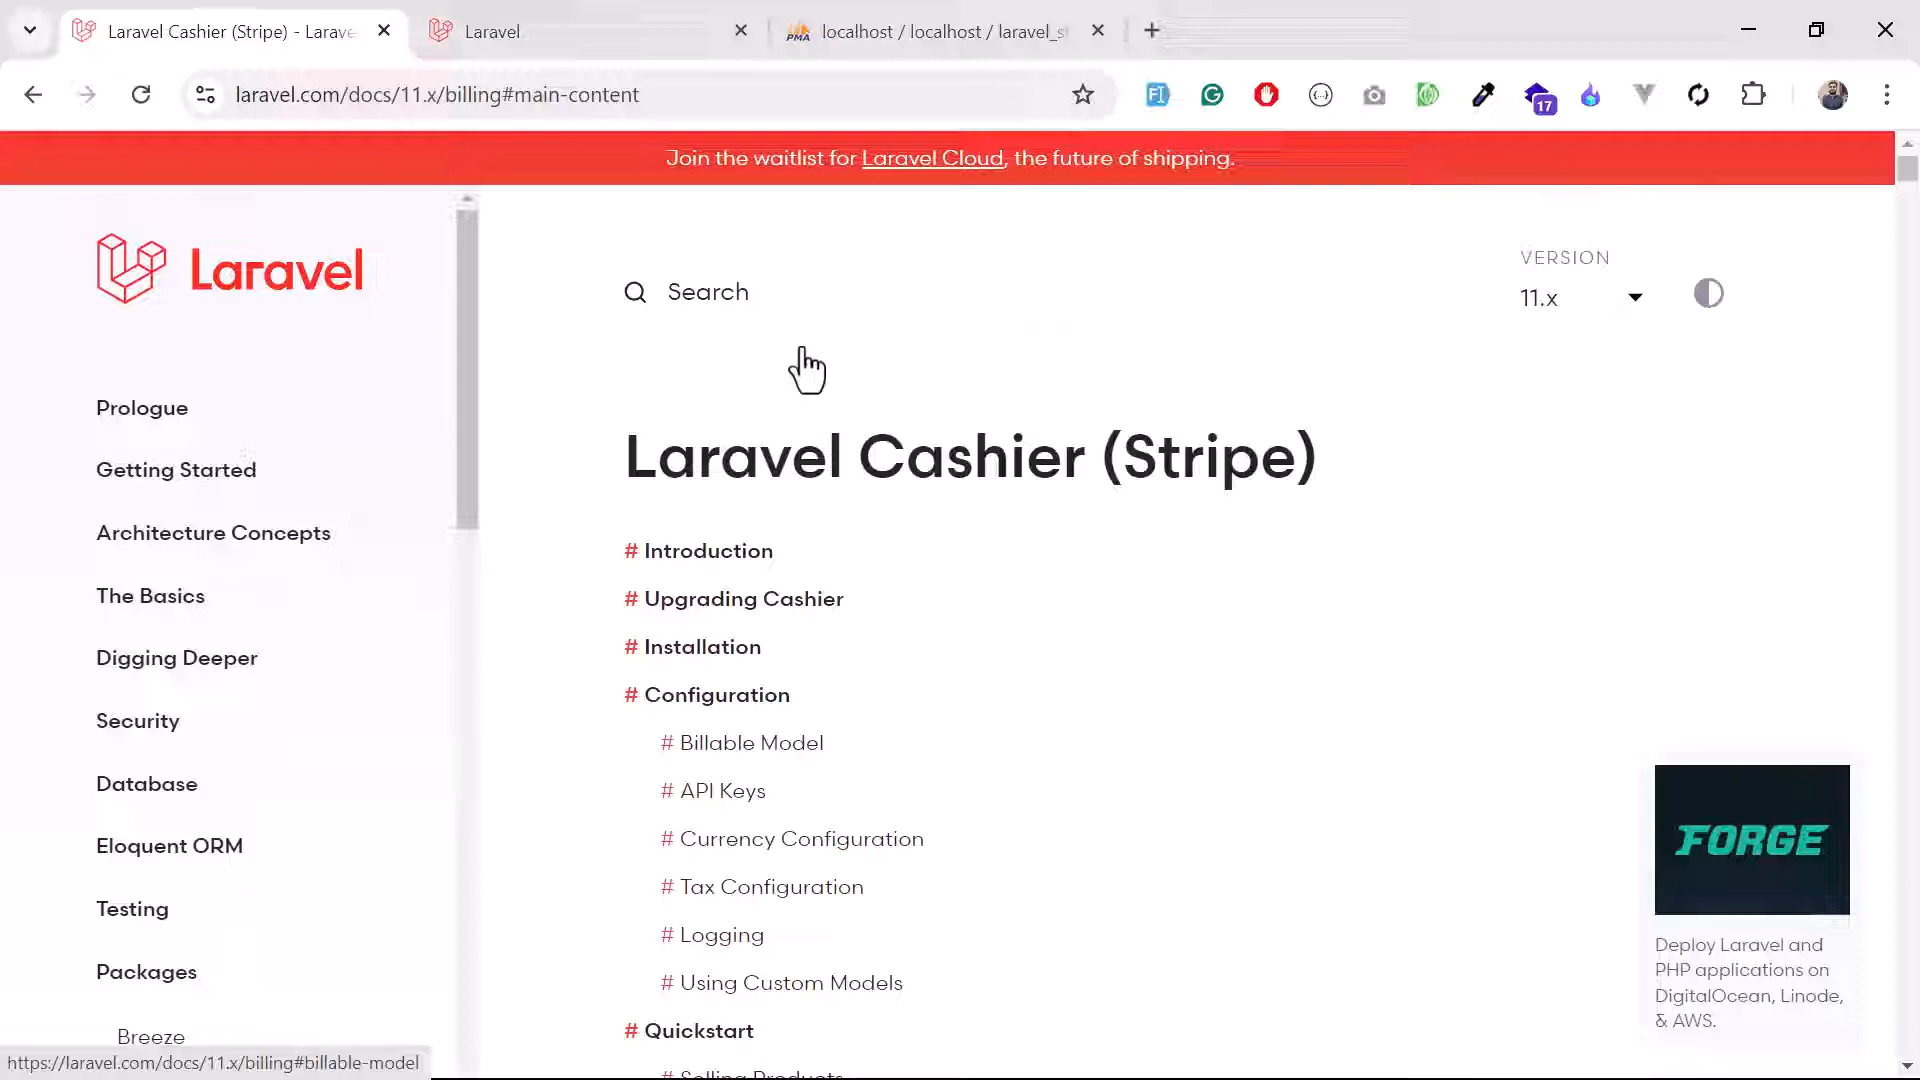 Laravel Cashier (Stripe) - Larave
Laravel
PMA
localhost / localhost / laravel_s
laravel.com/docs/11.x/billing#main-content
17
Join the waitlist for Laravel Cloud, the future of shipping.
Laravel
Search
VERSION
11.x
Prologue
Getting Started
Architecture Concepts
The Basics
Digging Deeper
Security
Database
Eloquent ORM
Testing
Packages
Breeze
Laravel Cashier (Stripe)
# Introduction
# Upgrading Cashier
# Installation
# Configuration
# Billable Model
# API Keys
# Currency Configuration
# Tax Configuration
# Logging
# Using Custom Models
# Quickstart
# Selling Products
FORGE
Deploy Laravel and
PHP applications on
DigitalOcean, Linode,
& AWS.
https://laravel.com/docs/11.x/billing#billable-model